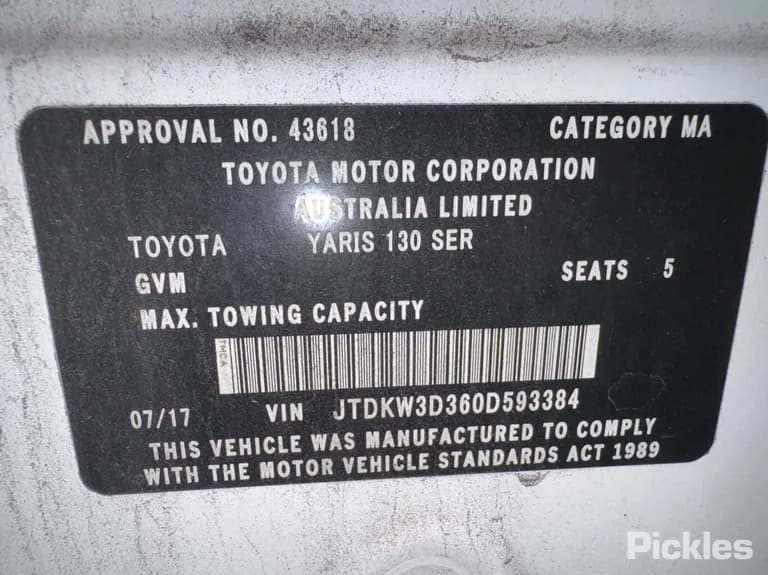 APPROVAL NO. 43618 CATEGORY MA
TOYOTA MOTOR CORPORATION
AUSTRALIA LIMITED
TOYOTA YARIS 130 SER
GVM SEATS 5
MAX. TOWING CAPACITY
TMCA
07/17 VIN JTDKW3D360D593384
THIS VEHICLE WAS MANUFACTURED TO COMPLY
WITH THE MOTOR VEHICLE STANDARDS ACT 1989
Pickles